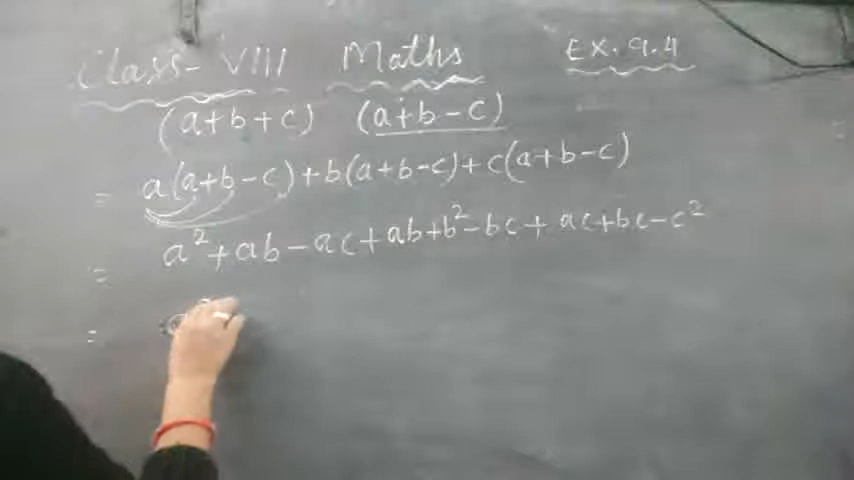 Class- VIII Maths EX. 9.4
(a+b+c) (a+b-c)
= a(a+b-c)+b(a+b-c)+c(a+b-c)
= a²+ab-ac+ab+b²-bc+ac+bc-c²
=